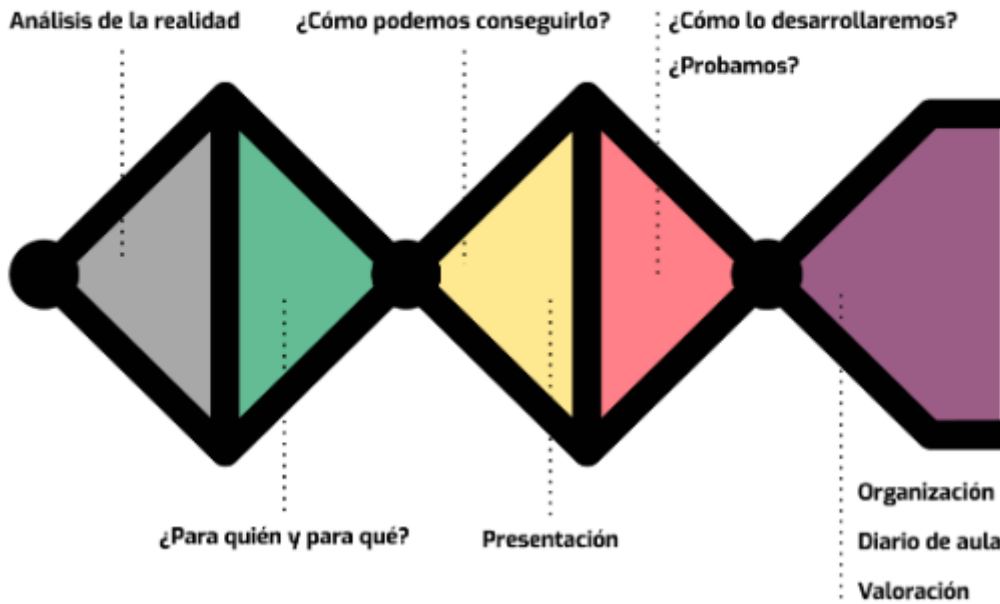 Análisis de la realidad
¿Cómo podemos conseguirlo?
¿Cómo lo desarrollaremos?
¿Probamos?
¿Para quién y para qué?
Presentación
Organización
Diario de aula
Valoración